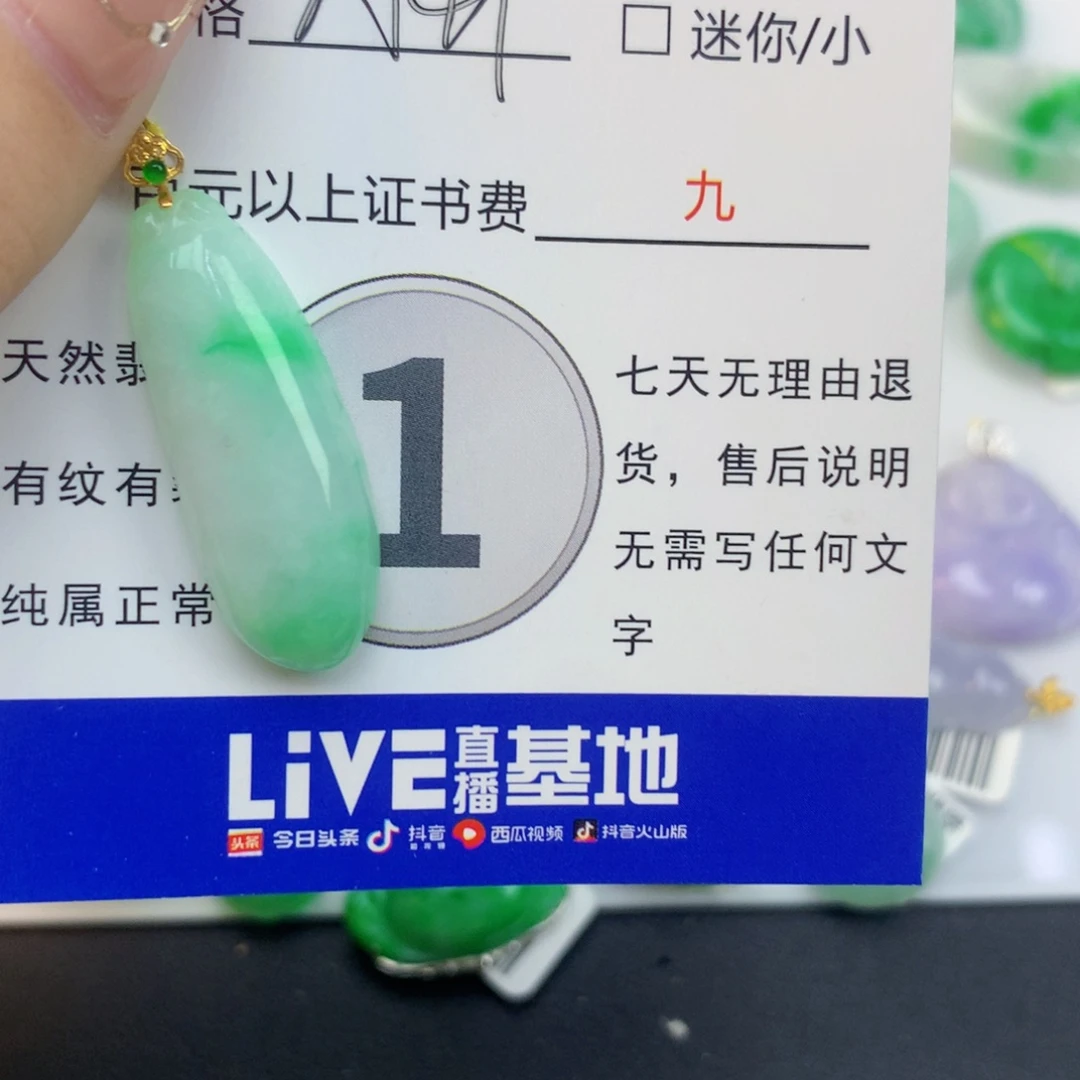 格
□ 迷你/小
元以上证书费 九
天然翡
有纹有
纯属正常
1
七天无理由退
货，售后说明
无需写任何文
字
LiVE直播基地
头条 今日头条 抖音 西瓜视频 抖音火山版